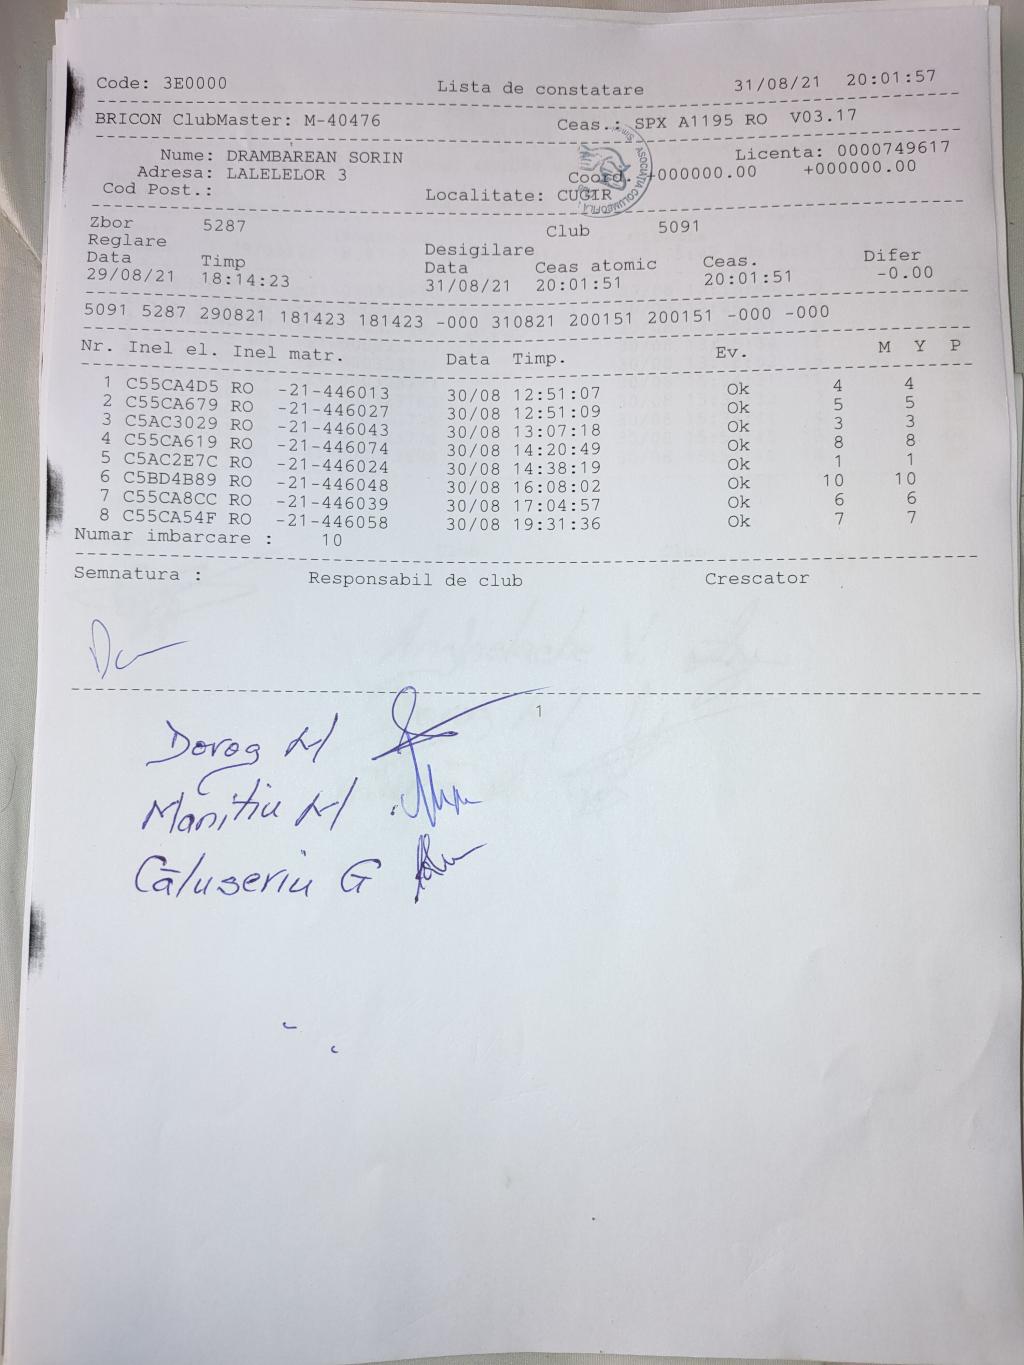 Code: 3E0000 Lista de constatare 31/08/21 20:01:57
BRICON ClubMaster: M-40476 Ceas.: SPX A1195 RO V03.17
Nume: DRAMBAREAN SORIN Licenta: 0000749617
Adresa: LALELELOR 3 Coord. +000000.00 +000000.00
Cod Post.: Localitate: CUGIR
ASOCIATIA COLUMBOFILA
Zbor 5287 Club 5091
Reglare Desigilare
Data Timp Data Ceas atomic Ceas. Difer
29/08/21 18:14:23 31/08/21 20:01:51 20:01:51 -0.00
5091 5287 290821 181423 181423 -000 310821 200151 200151 -000 -000
Nr. Inel el. Inel matr. Data Timp. Ev. M Y P
1 C55CA4D5 RO -21-446013 30/08 12:51:07 Ok 4 4
2 C55CA679 RO -21-446027 30/08 12:51:09 Ok 5 5
3 C5AC3029 RO -21-446043 30/08 13:07:18 Ok 3 3
4 C55CA619 RO -21-446074 30/08 14:20:49 Ok 8 8
5 C5AC2E7C RO -21-446024 30/08 14:38:19 Ok 1 1
6 C5BD4B89 RO -21-446048 30/08 16:08:02 Ok 10 10
7 C55CA8CC RO -21-446039 30/08 17:04:57 Ok 6 6
8 C55CA54F RO -21-446058 30/08 19:31:36 Ok 7 7
Numar imbarcare : 10
Semnatura : Responsabil de club Crescator
1
Dorog M
Manitiu M
Căluseriu G